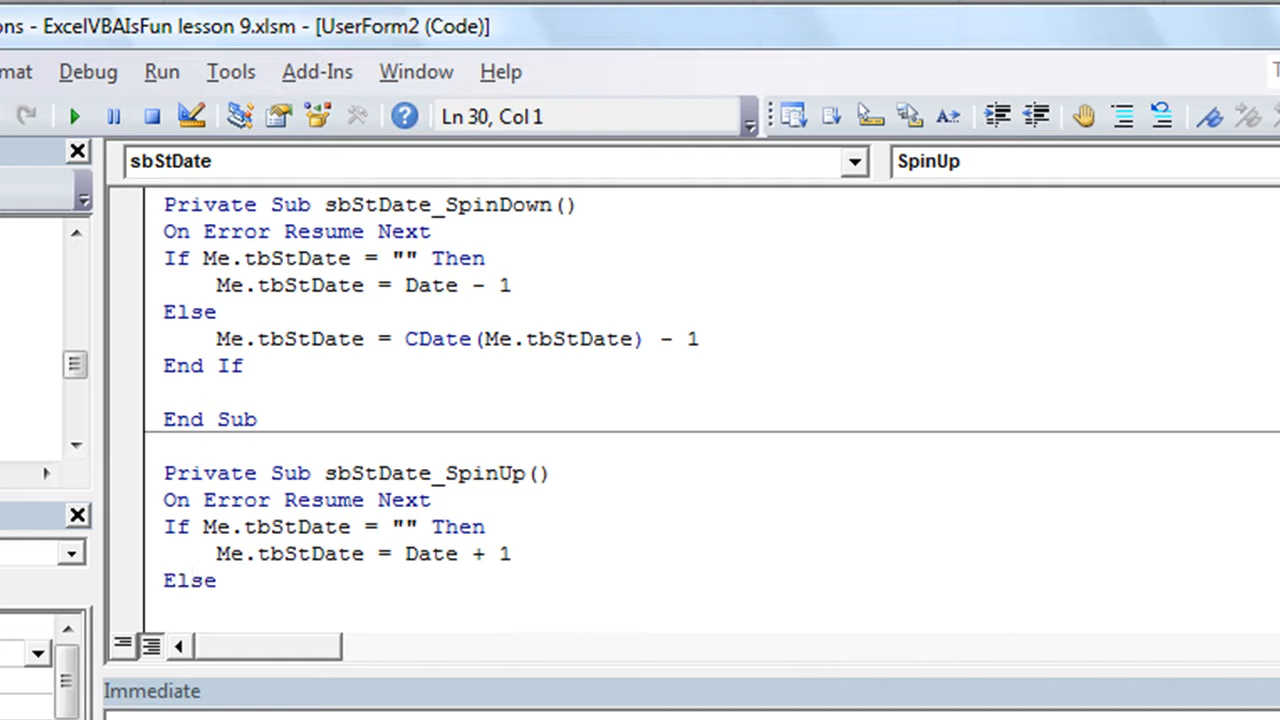 ons - ExcelVBAIsFun lesson 9.xlsm - [UserForm2 (Code)]
mat Debug Run Tools Add-Ins Window Help
Ln 30, Col 1
sbStDate SpinUp
Private Sub sbStDate_SpinDown()
On Error Resume Next
If Me.tbStDate = "" Then
Me.tbStDate = Date - 1
Else
Me.tbStDate = CDate(Me.tbStDate) - 1
End If
End Sub
Private Sub sbStDate_SpinUp()
On Error Resume Next
If Me.tbStDate = "" Then
Me.tbStDate = Date + 1
Else
Immediate